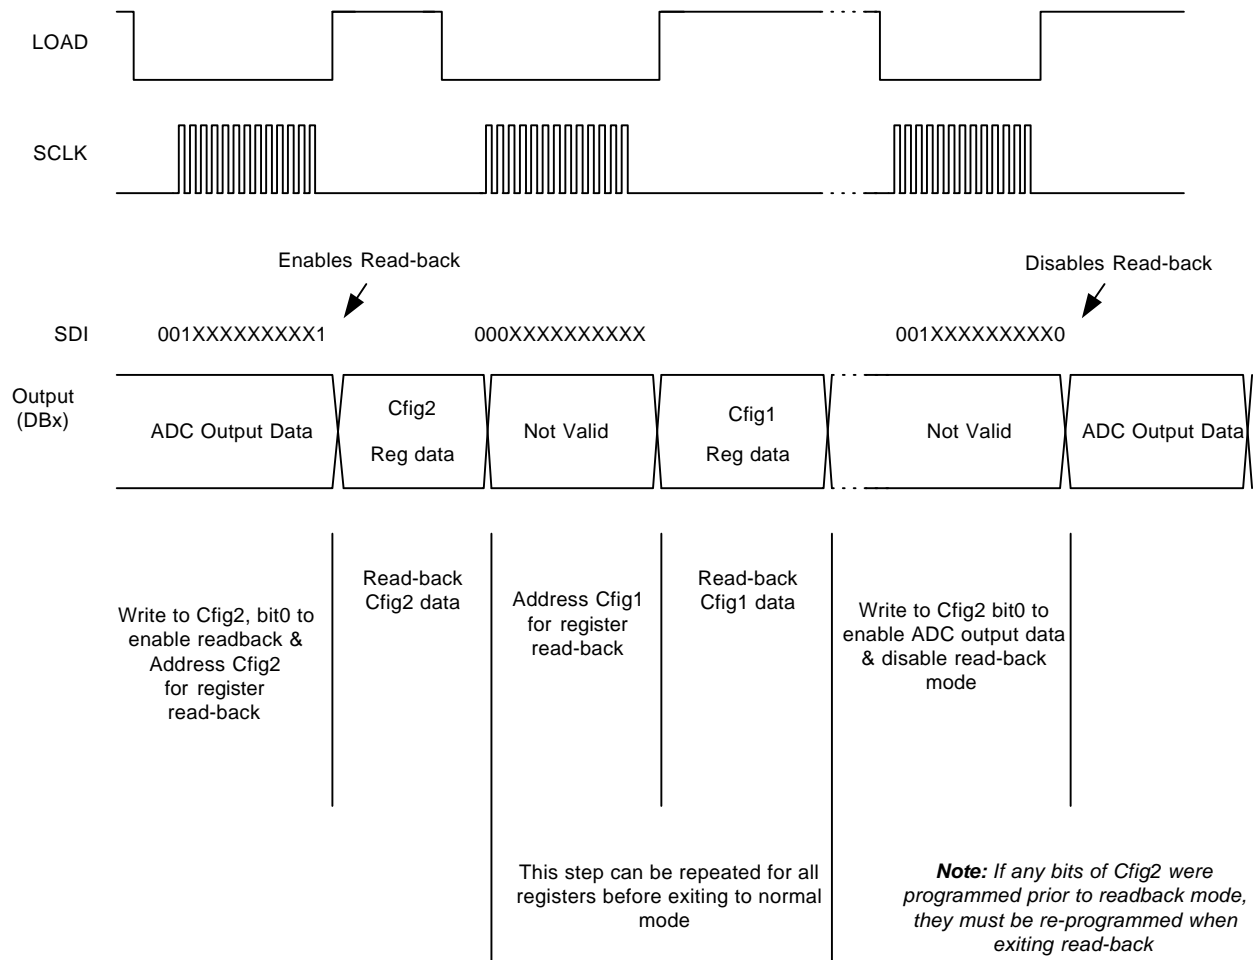 LOAD
SCLK
Enables Read-back
Disables Read-back
SDI
001XXXXXXXXX1
000XXXXXXXXXX
001XXXXXXXXX0
Output
(DBx)
ADC Output Data
Cfig2
Reg data
Not Valid
Cfig1
Reg data
Not Valid
ADC Output Data
Write to Cfig2, bit0 to
enable readback &
Address Cfig2
for register
read-back
Read-back
Cfig2 data
Address Cfig1
for register
read-back
Read-back
Cfig1 data
Write to Cfig2 bit0 to
enable ADC output data
& disable read-back
mode
This step can be repeated for all
registers before exiting to normal
mode
Note: If any bits of Cfig2 were
programmed prior to readback mode,
they must be re-programmed when
exiting read-back